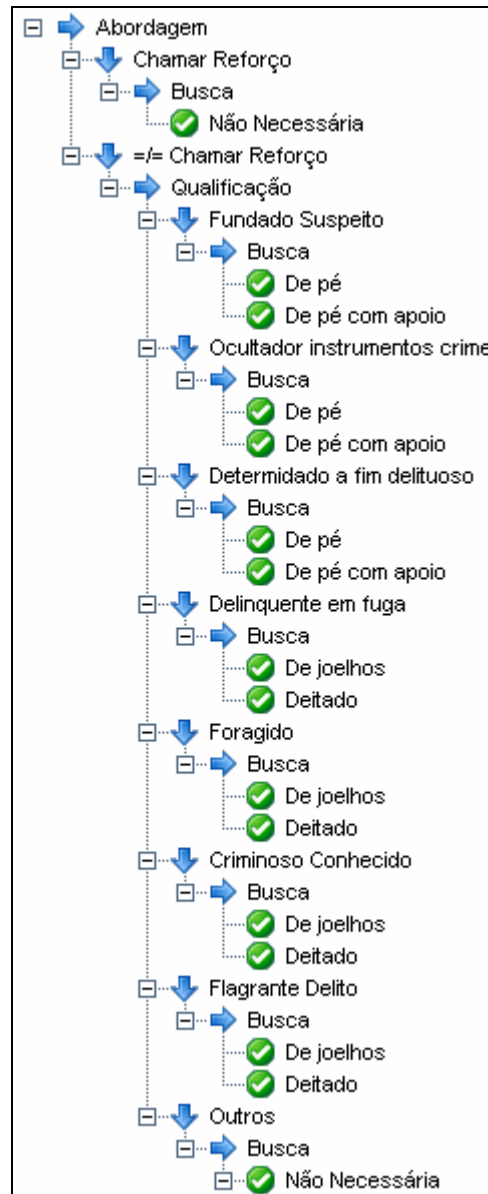 Abordagem
Chamar Reforço
Busca
Não Necessária
=/= Chamar Reforço
Qualificação
Fundado Suspeito
Busca
De pé
De pé com apoio
Ocultador instrumentos crime
Busca
De pé
De pé com apoio
Determidado a fim delituoso
Busca
De pé
De pé com apoio
Delinquente em fuga
Busca
De joelhos
Deitado
Foragido
Busca
De joelhos
Deitado
Criminoso Conhecido
Busca
De joelhos
Deitado
Flagrante Delito
Busca
De joelhos
Deitado
Outros
Busca
Não Necessária